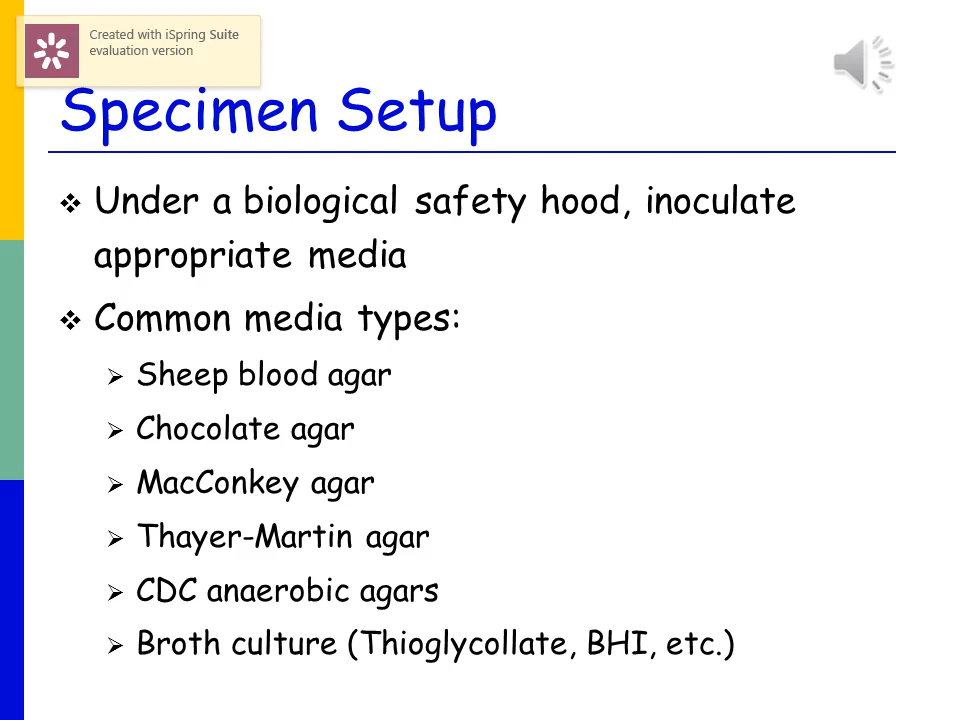 Created with iSpring Suite
evaluation version
Specimen Setup
Under a biological safety hood, inoculate
appropriate media
Common media types:
Sheep blood agar
Chocolate agar
MacConkey agar
Thayer-Martin agar
CDC anaerobic agars
Broth culture (Thioglycollate, BHI, etc.)